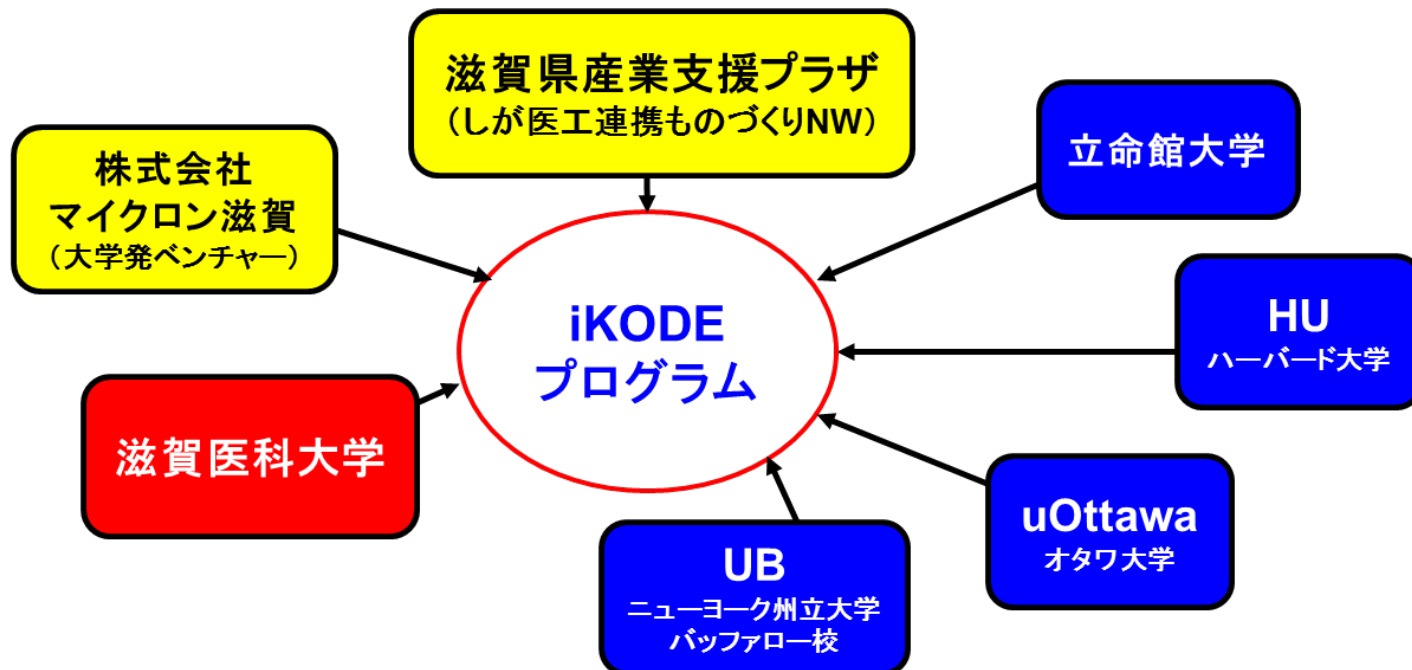 滋賀県産業支援プラザ
（しが医工連携ものづくりNW）
株式会社
マイクロン滋賀
（大学発ベンチャー）
立命館大学
iKODE
プログラム
HU
ハーバード大学
滋賀医科大学
uOttawa
オタワ大学
UB
ニューヨーク州立大学
バッファロー校